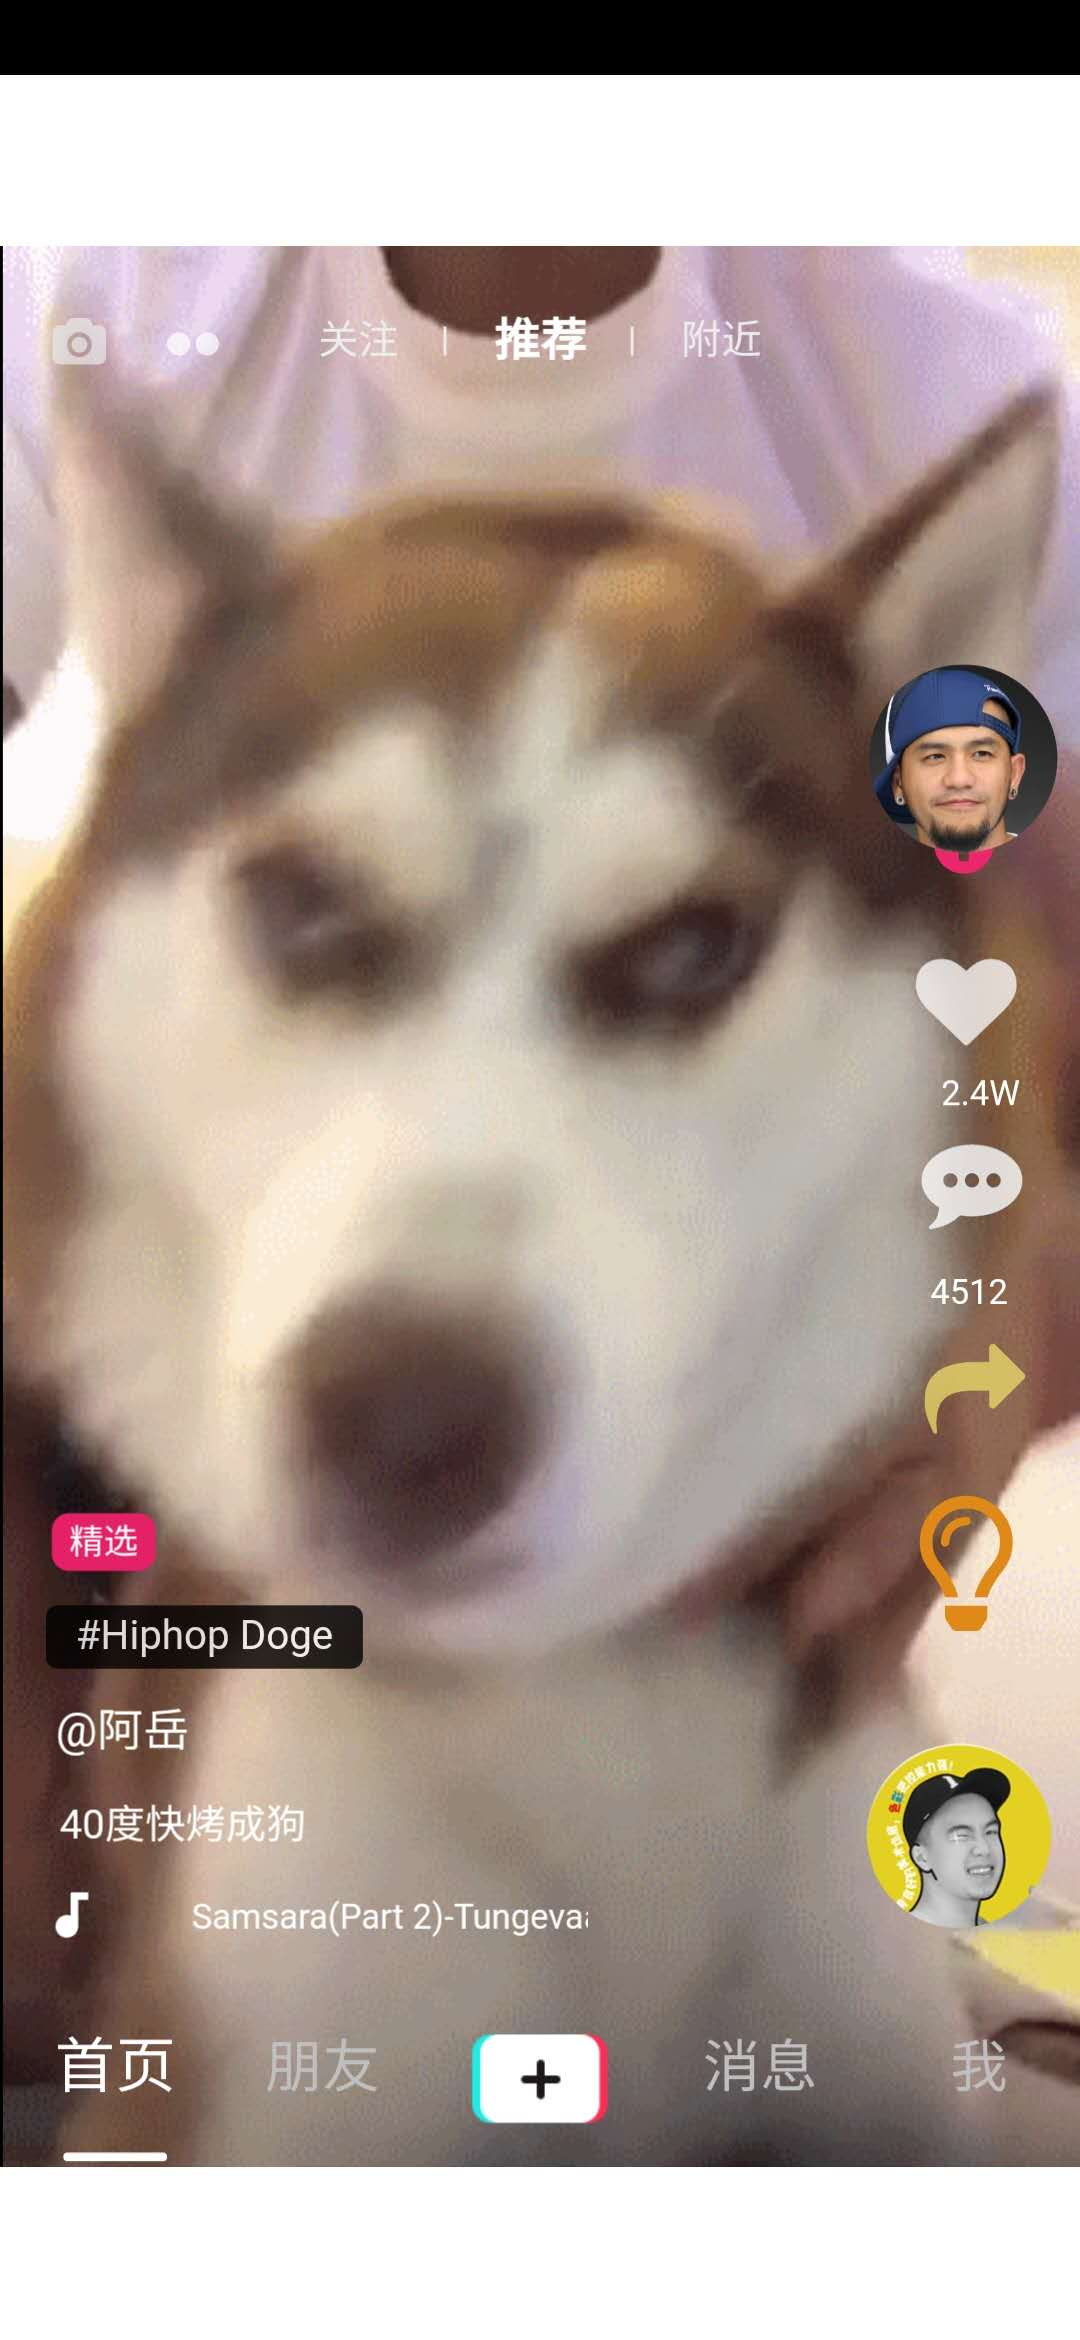 关注 | 推荐 | 附近
2.4W
4512
精选
#Hiphop Doge
@阿岳
40度快烤成狗
Samsara(Part 2)-Tungeva
首页 朋友 消息 我